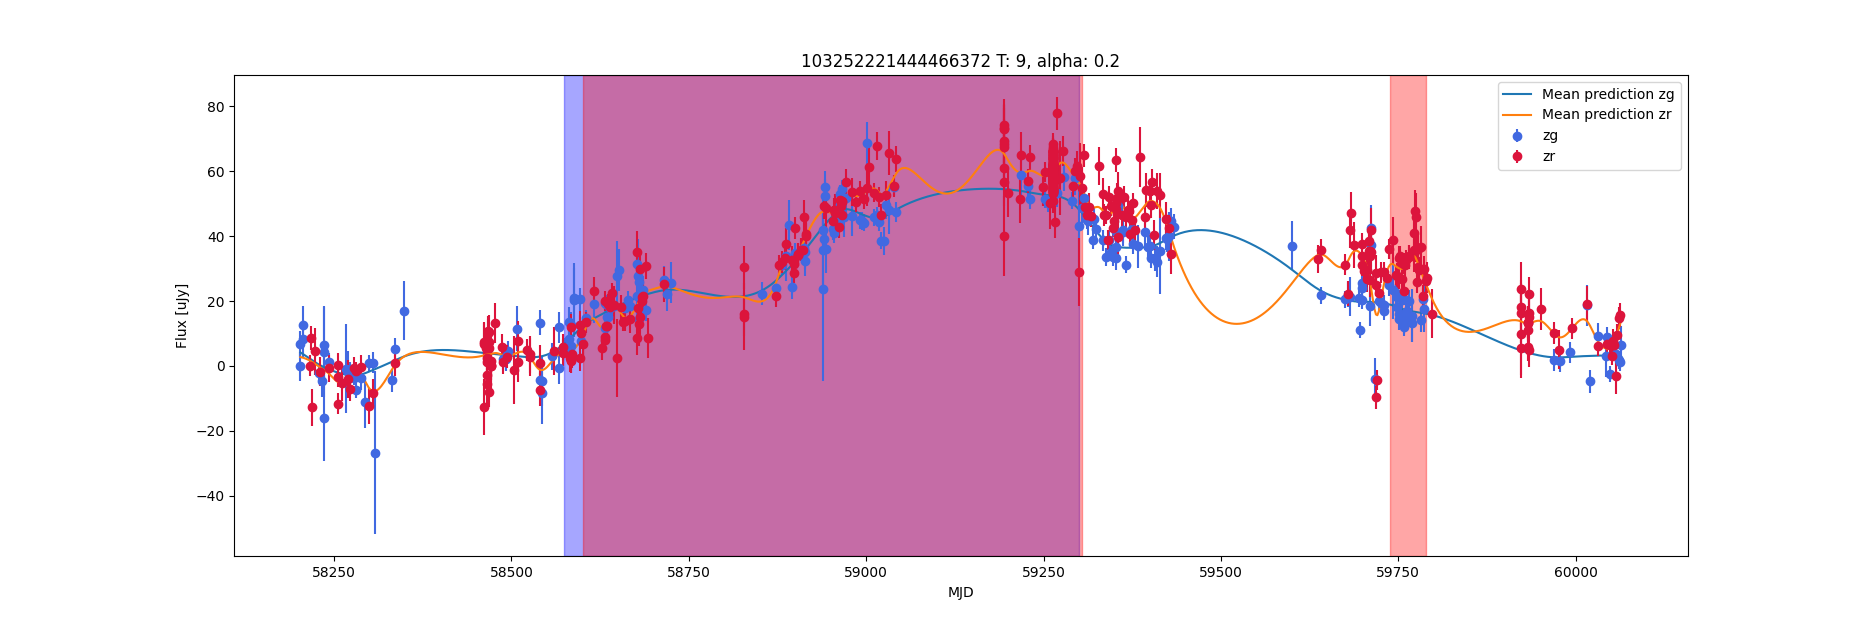 103252221444466372 T: 9, alpha: 0.2
Mean prediction zg
Mean prediction zr
zg
zr
80
60
40
20
0
−20
−40
Flux [uJy]
58250 58500 58750 59000 59250 59500 59750 60000
MJD